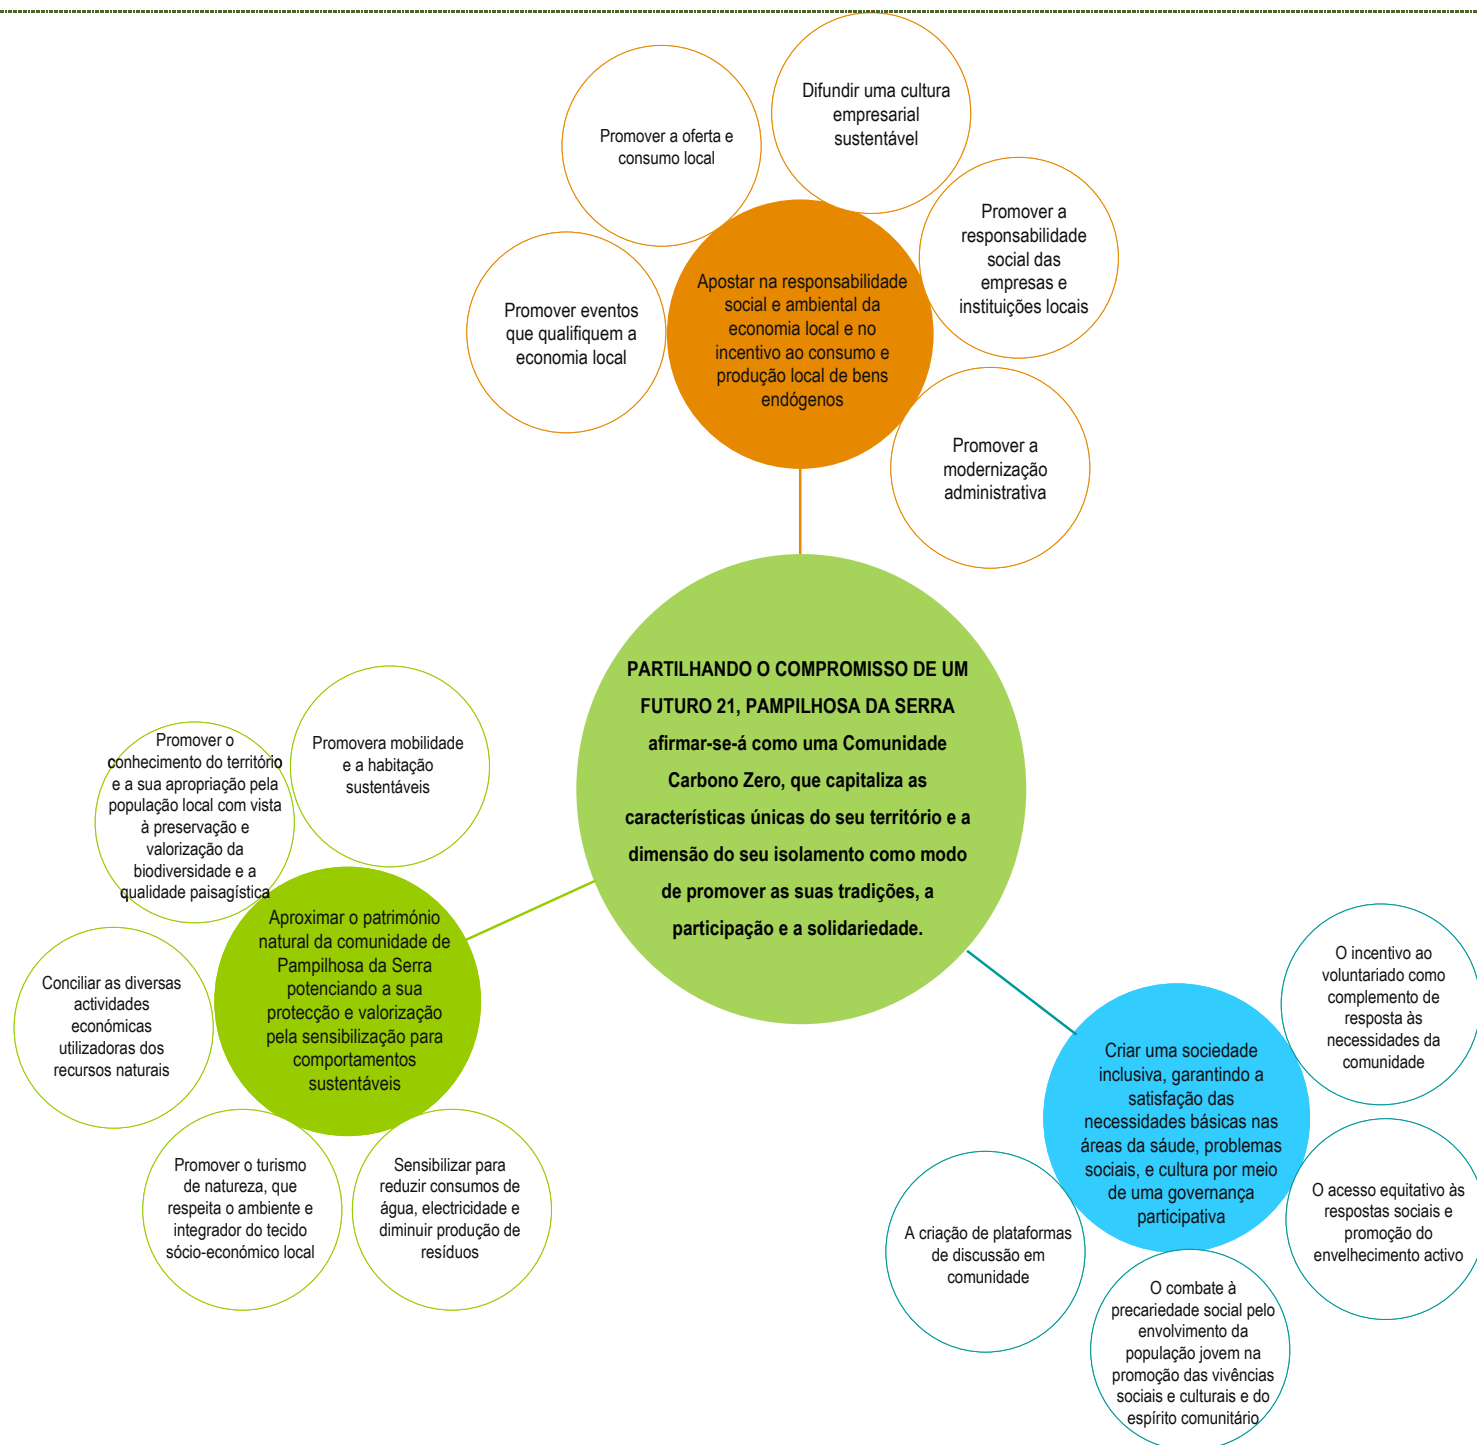 Difundir uma cultura
empresarial
sustentável
Promover a oferta e
consumo local
Promover a
responsabilidade
social das
empresas e
instituições locais
Promover eventos
que qualifiquem a
economia local
Apostar na responsabilidade
social e ambiental da
economia local e no
incentivo ao consumo e
produção local de bens
endógenos
Promover a
modernização
administrativa
PARTILHANDO O COMPROMISSO DE UM
FUTURO 21, PAMPILHOSA DA SERRA
afirmar-se-á como uma Comunidade
Carbono Zero, que capitaliza as
características únicas do seu território e a
dimensão do seu isolamento como modo
de promover as suas tradições, a
participação e a solidariedade.
Promovera mobilidade
e a habitação
sustentáveis
Promover o
conhecimento do território
e a sua apropriação pela
população local com vista
à preservação e
valorização da
biodiversidade e a
qualidade paisagística
Aproximar o património
natural da comunidade de
Pampilhosa da Serra
potenciando a sua
protecção e valorização
pela sensibilização para
comportamentos
sustentáveis
Conciliar as diversas
actividades
económicas
utilizadoras dos
recursos naturais
Promover o turismo
de natureza, que
respeita o ambiente e
integrador do tecido
sócio-económico local
Sensibilizar para
reduzir consumos de
água, electricidade e
diminuir produção de
resíduos
O incentivo ao
voluntariado como
complemento de
resposta às
necessidades da
comunidade
Criar uma sociedade
inclusiva, garantindo a
satisfação das
necessidades básicas nas
áreas da sáude, problemas
sociais, e cultura por meio
de uma governança
participativa
O acesso equitativo às
respostas sociais e
promoção do
envelhecimento activo
A criação de plataformas
de discussão em
comunidade
O combate à
precariedade social pelo
envolvimento da
população jovem na
promoção das vivências
sociais e culturais e do
espírito comunitário